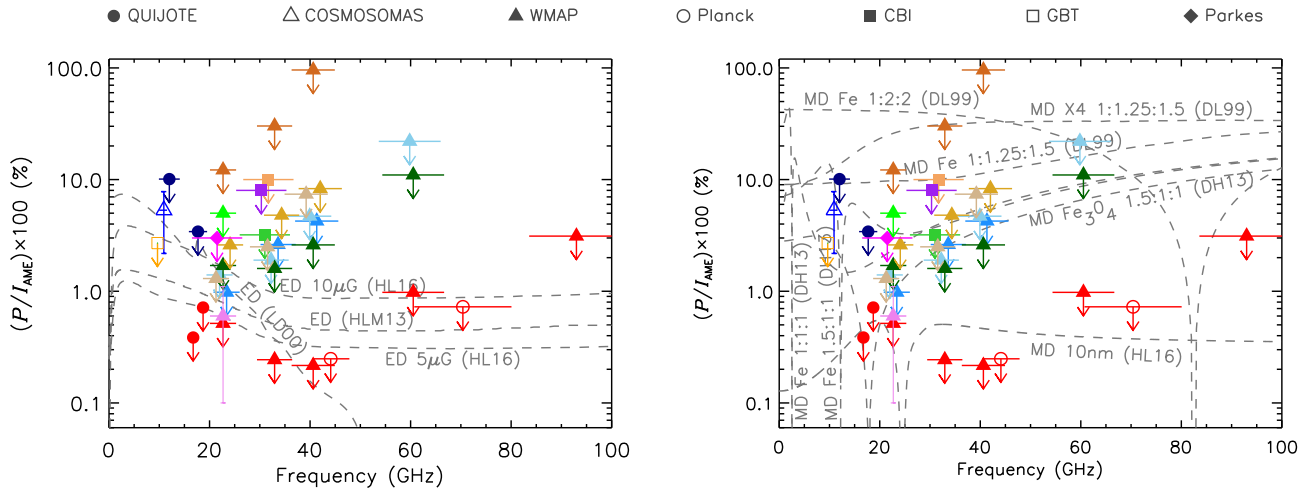 QUIJOTE COSMOSOMAS WMAP Planck CBI GBT Parkes
100.0
10.0
1.0
0.1
(P/I_AME)×100 (%)
ED 10μG (HL16)
ED (HLM13)
ED (LD00)
ED 5μG (HL16)
0 20 40 60 80 100
Frequency (GHz)
100.0
10.0
1.0
0.1
(P/I_AME)×100 (%)
MD Fe 1:2:2 (DL99)
MD X4 1:1.25:1.5 (DL99)
MD Fe 1:1.25:1.5 (DL99)
MD Fe₃O₄ 1.5:1:1 (DH13)
MD Fe 1:1:1 (DH13)
MD Fe 1.5:1:1
MD 10nm (HL16)
0 20 40 60 80 100
Frequency (GHz)